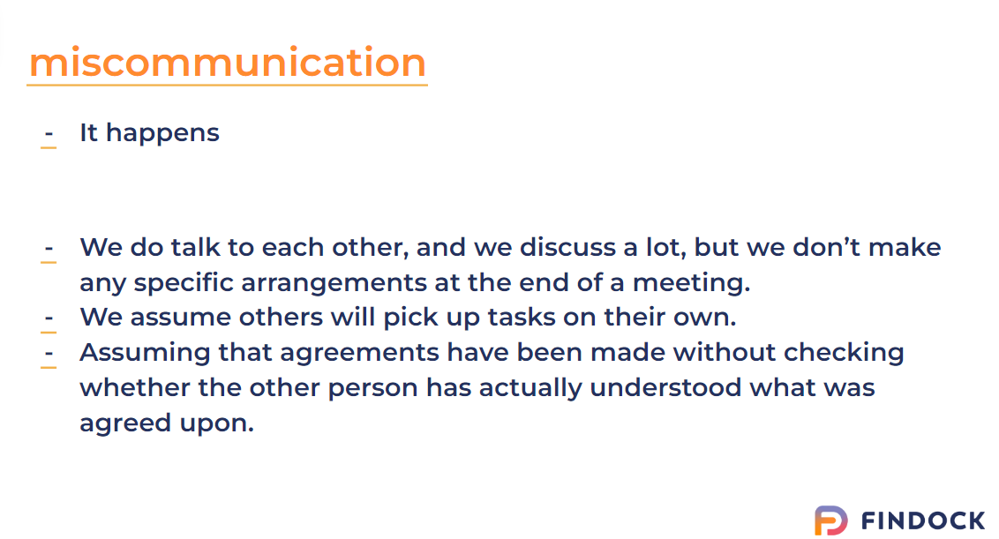 miscommunication
- It happens
- We do talk to each other, and we discuss a lot, but we don’t make
any specific arrangements at the end of a meeting.
- We assume others will pick up tasks on their own.
- Assuming that agreements have been made without checking
whether the other person has actually understood what was
agreed upon.
FINDOCK